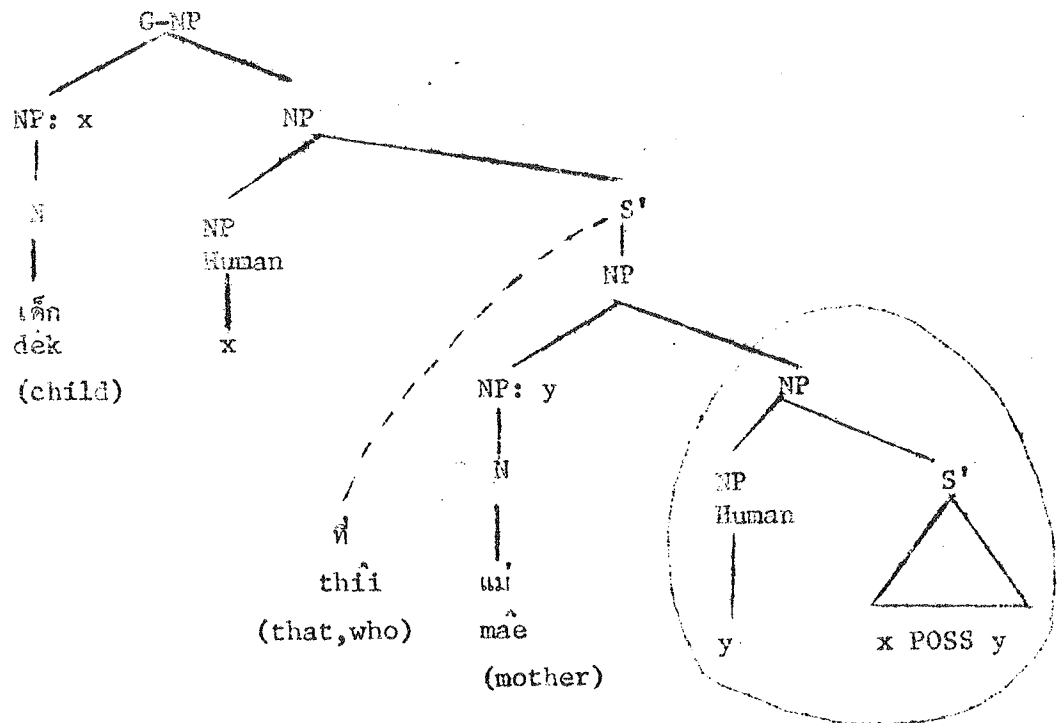 G-NP
NP: x NP
N S'
NP
Human NP
เด็ก
dèk x NP: y NP
(child)
N NP S'
Human
ที่
thîi แม่
(that,who) mâe y x POSS y
(mother)